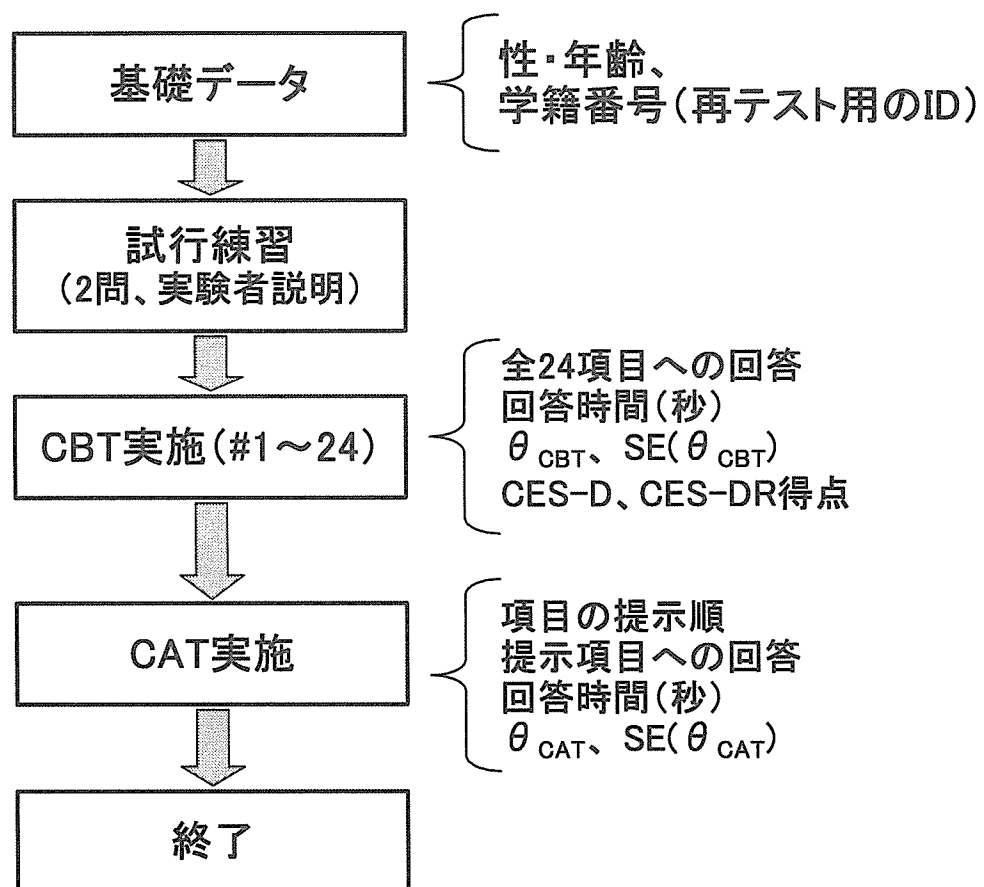 基礎データ
性・年齢、
学籍番号(再テスト用のID)
試行練習
(2問、実験者説明)
CBT実施(#1～24)
全24項目への回答
回答時間(秒)
θ CBT、 SE(θ CBT)
CES-D、CES-DR得点
CAT実施
項目の提示順
提示項目への回答
回答時間(秒)
θ CAT、 SE(θ CAT)
終了